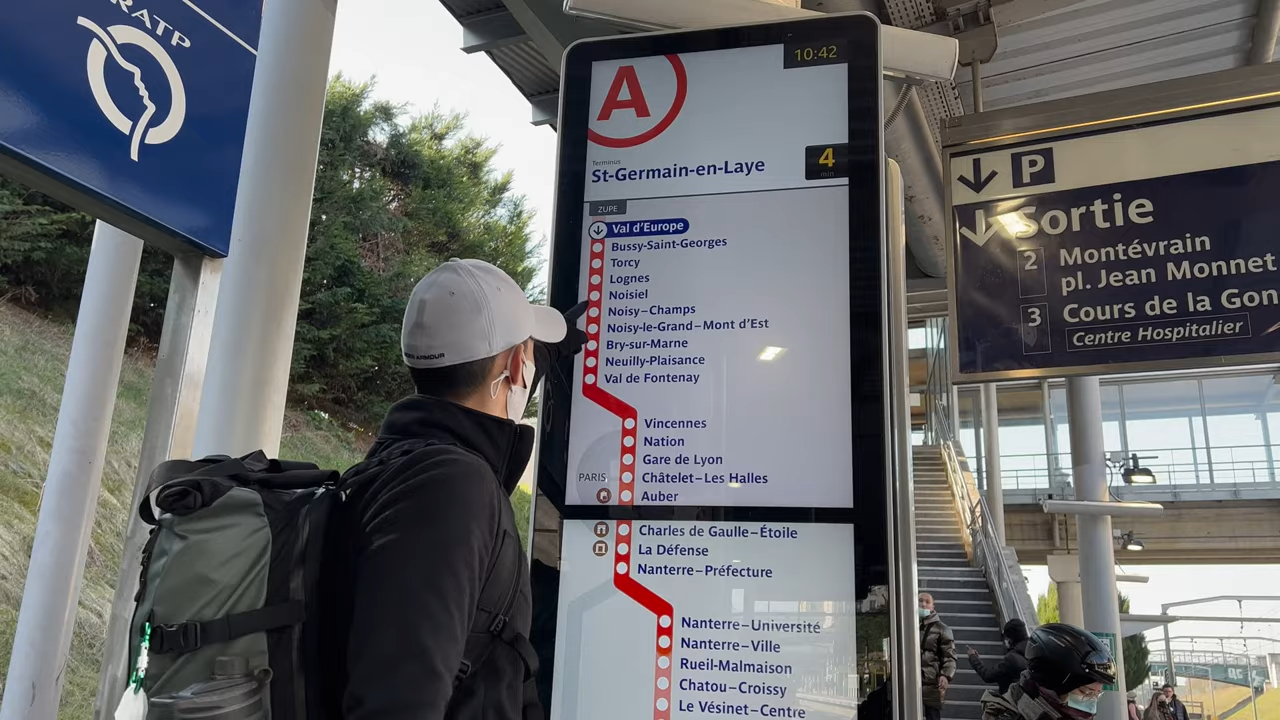 RATP
A
10:42
Terminus
St-Germain-en-Laye
4
min
ZUPE
Val d'Europe
Bussy-Saint-Georges
Torcy
Lognes
Noisiel
Noisy–Champs
Noisy-le-Grand–Mont d'Est
Bry-sur-Marne
Neuilly-Plaisance
Val de Fontenay
Vincennes
Nation
Gare de Lyon
PARIS
Châtelet–Les Halles
Auber
Charles de Gaulle–Étoile
La Défense
Nanterre–Préfecture
Nanterre–Université
Nanterre–Ville
Rueil-Malmaison
Chatou–Croissy
Le Vésinet–Centre
P
Sortie
2 Montévrain
pl. Jean Monnet
3 Cours de la Gon
Centre Hospitalier
ARMOUR